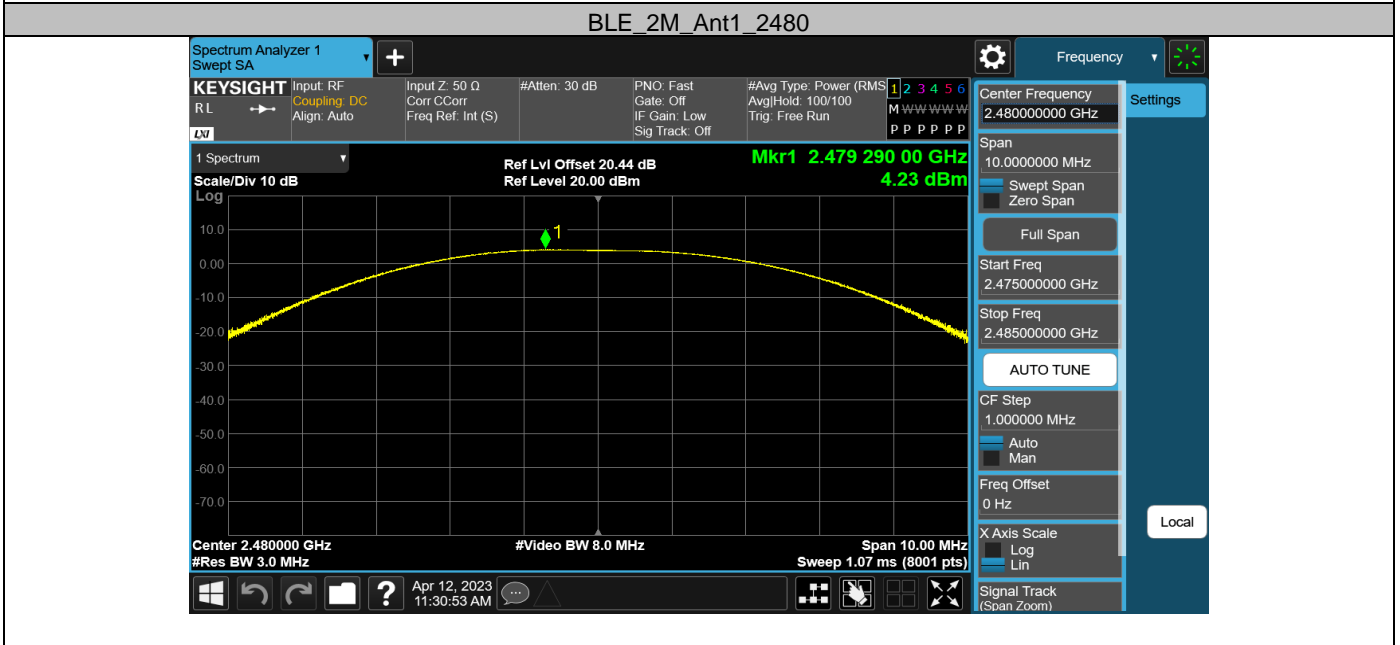 BLE_2M_Ant1_2480
Spectrum Analyzer 1
Swept SA
Frequency
KEYSIGHT
RL
LXI
Input: RF
Coupling: DC
Align: Auto
Input Z: 50 Ω
Corr CCorr
Freq Ref: Int (S)
#Atten: 30 dB
PNO: Fast
Gate: Off
IF Gain: Low
Sig Track: Off
#Avg Type: Power (RMS
Avg|Hold: 100/100
Trig: Free Run
1 2 3 4 5 6
M W W W W W
P P P P P P
1 Spectrum
Scale/Div 10 dB
Ref Lvl Offset 20.44 dB
Ref Level 20.00 dBm
Mkr1 2.479 290 00 GHz
4.23 dBm
Log
1
10.0
0.00
-10.0
-20.0
-30.0
-40.0
-50.0
-60.0
-70.0
Center 2.480000 GHz
#Video BW 8.0 MHz
Span 10.00 MHz
#Res BW 3.0 MHz
Sweep 1.07 ms (8001 pts)
?
Apr 12, 2023
11:30:53 AM
Center Frequency
2.480000000 GHz
Span
10.0000000 MHz
Swept Span
Zero Span
Full Span
Start Freq
2.475000000 GHz
Stop Freq
2.485000000 GHz
AUTO TUNE
CF Step
1.000000 MHz
Auto
Man
Freq Offset
0 Hz
X Axis Scale
Log
Lin
Signal Track
(Span Zoom)
Settings
Local